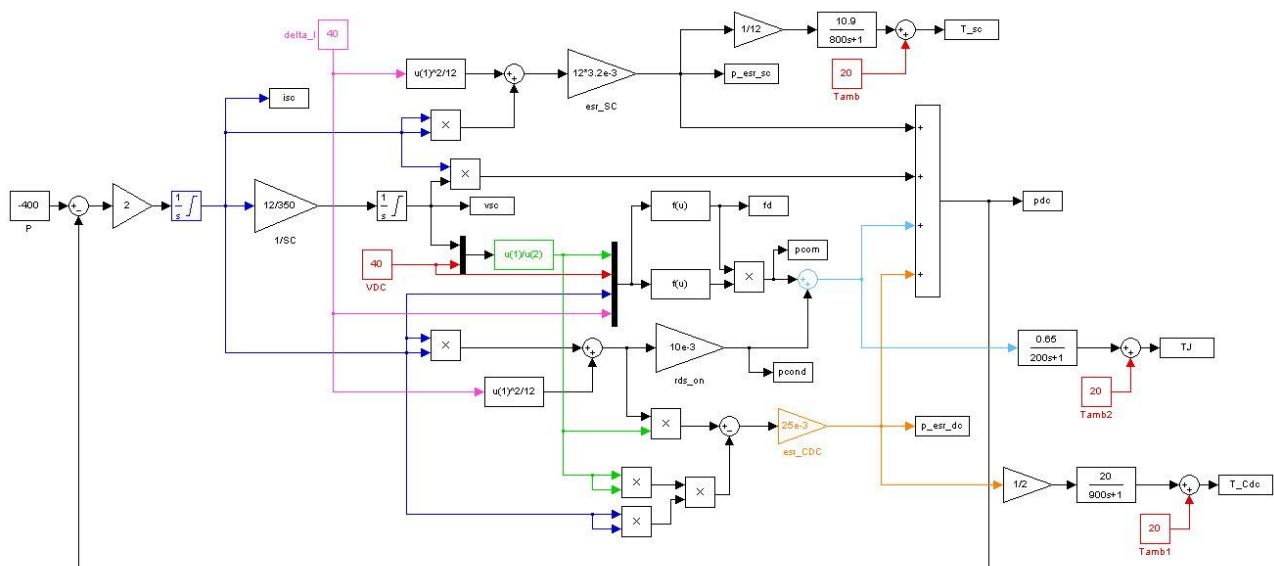 delta_I
40
1/12
10.9
800s+1
T_sc
20
Tamb
u(1)^2/12
12*3.2e-3
esr_SC
p_esr_sc
isc
-400
P
2
1
s
12/350
1/SC
1
s
vsc
f(u)
fd
pdc
40
VDC
u(1)/u(2)
f(u)
pcom
10e-3
rds_on
pcond
0.65
200s+1
TJ
20
Tamb2
u(1)^2/12
25e-3
esr_CDC
p_esr_dc
1/2
20
900s+1
T_Cdc
20
Tamb1